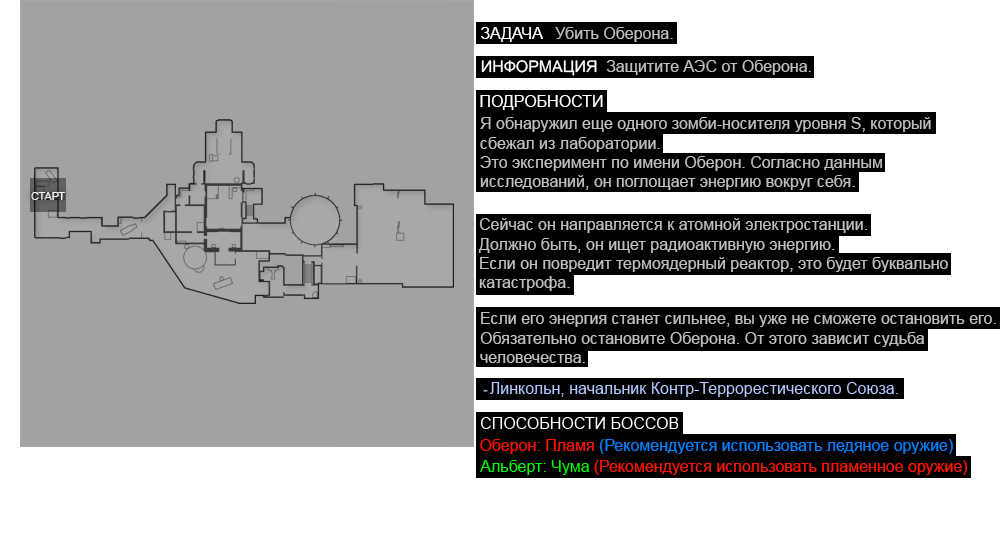 СТАРТ
ЗАДАЧА Убить Оберона.
ИНФОРМАЦИЯ Защитите АЭС от Оберона.
ПОДРОБНОСТИ
Я обнаружил еще одного зомби-носителя уровня S, который
сбежал из лаборатории.
Это эксперимент по имени Оберон. Согласно данным
исследований, он поглощает энергию вокруг себя.
Сейчас он направляется к атомной электростанции.
Должно быть, он ищет радиоактивную энергию.
Если он повредит термоядерный реактор, это будет буквально
катастрофа.
Если его энергия станет сильнее, вы уже не сможете остановить его.
Обязательно остановите Оберона. От этого зависит судьба
человечества.
-Линкольн, начальник Контр-Террорестического Союза.
СПОСОБНОСТИ БОССОВ
Оберон: Пламя (Рекомендуется использовать ледяное оружие)
Альберт: Чума (Рекомендуется использовать пламенное оружие)